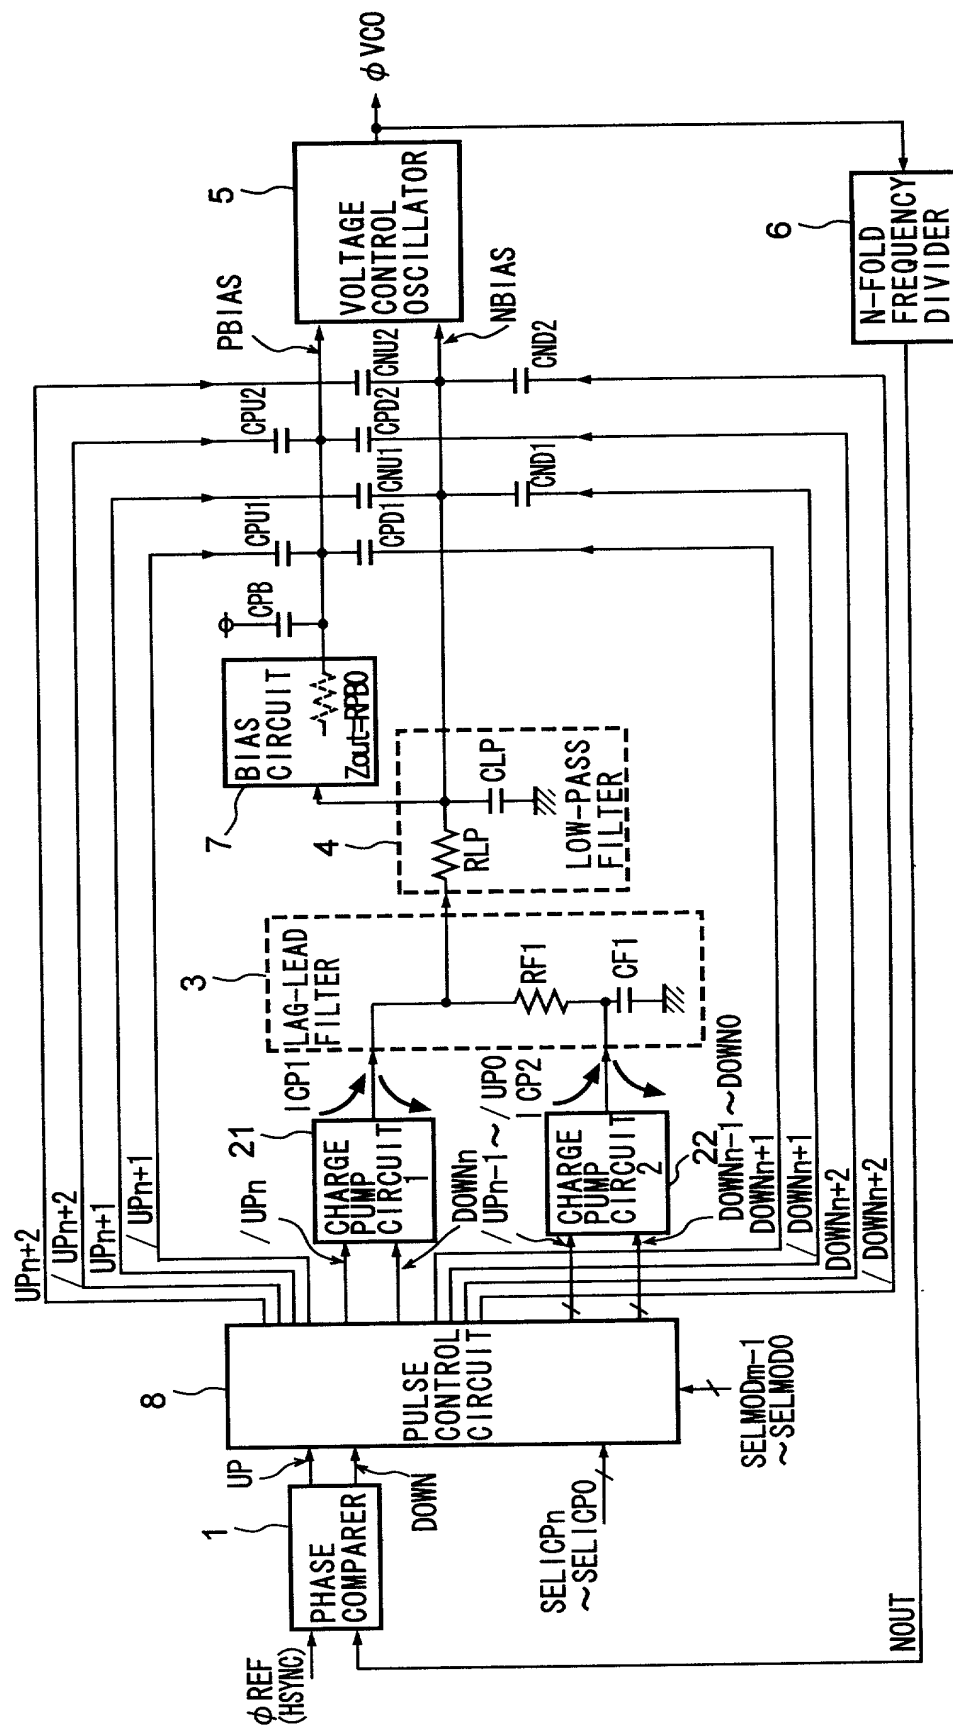 φREF
(HSYNC)
1
PHASE
COMPARER
UP
DOWN
8
PULSE
CONTROL
CIRCUIT
SELICPn
~SELICP0
SELMODm-1
~SELMOD0
UPn+2
/UPn+2
UPn+1
/UPn+1
/UPn
DOWNn
/UPn-1~/UP0
DOWNn-1~DOWN0
DOWNn+1
/DOWNn+1
DOWNn+2
/DOWNn+2
21
CHARGE
PUMP
CIRCUIT
1
ICP1
CHARGE
PUMP
CIRCUIT
2
22
ICP2
3
LAG-LEAD
FILTER
RF1
CF1
4
RLP
CLP
LOW-PASS
FILTER
7
BIAS
CIRCUIT
Zout=RPBO
CPB
CPU1
CPD1
CNU1
CND1
CPU2
CPD2
CNU2
CND2
PBIAS
NBIAS
5
VOLTAGE
CONTROL
OSCILLATOR
φVCO
6
N-FOLD
FREQUENCY
DIVIDER
NOUT